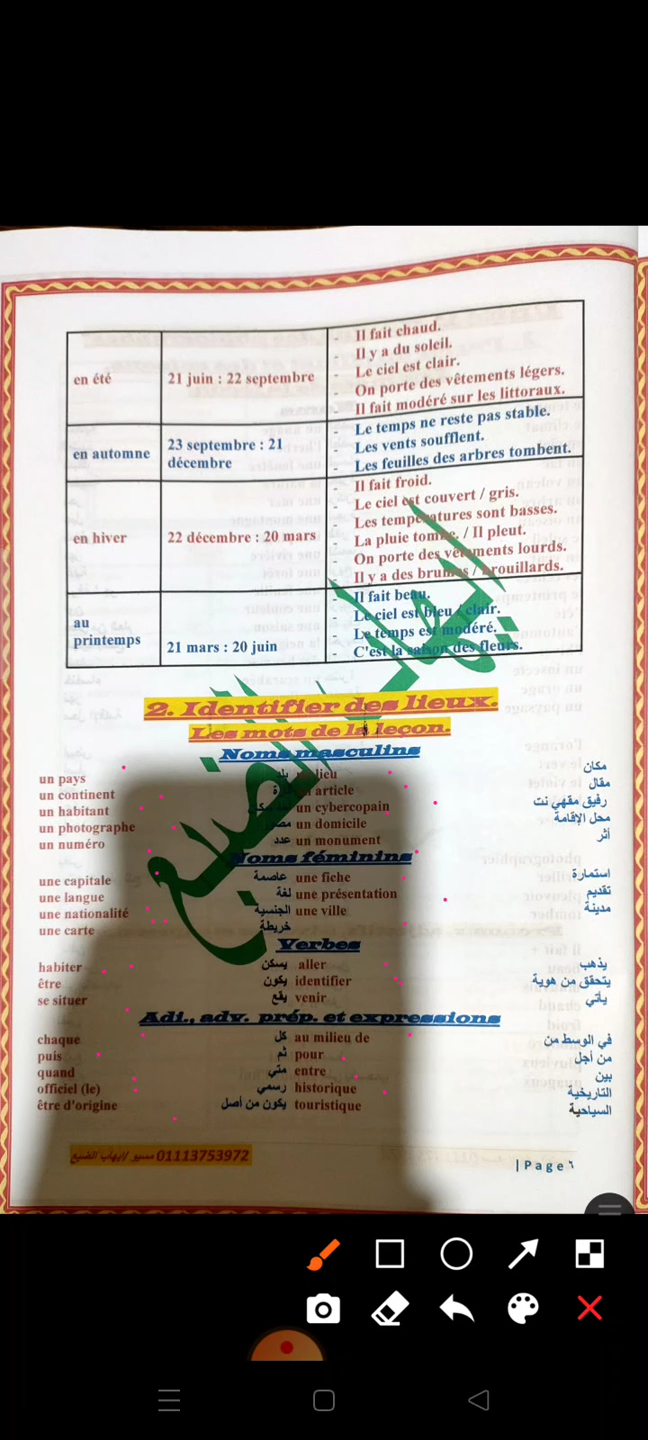 en été
21 juin : 22 septembre
- Il fait chaud.
- Il y a du soleil.
- Le ciel est clair.
- On porte des vêtements légers.
- Il fait modéré sur les littoraux.
en automne
23 septembre : 21
décembre
- Le temps ne reste pas stable.
- Les vents soufflent.
- Les feuilles des arbres tombent.
en hiver
22 décembre : 20 mars
- Il fait froid.
- Le ciel est couvert / gris.
- Les températures sont basses.
- La pluie tombe. / Il pleut.
- On porte des vêtements lourds.
- Il y a des brumes / brouillards.
au
printemps
21 mars : 20 juin
- Il fait beau.
- Le ciel est bleu / clair.
- Le temps est modéré.
- C'est la saison des fleurs.
2. Identifier des lieux.
Les mots de la leçon.
Noms masculins
un pays بلد un lieu مكان
un continent article مقال
un habitant un cybercopain رفيق مقهي نت
un photographe un domicile محل الإقامة
un numéro عدد un monument أثر
Noms féminins
une capitale عاصمة une fiche استمارة
une langue لغة une présentation تقديم
une nationalité الجنسية une ville مدينة
une carte خريطة
Verbes
habiter يسكن aller يذهب
être يكون identifier يتحقق من هوية
se situer يقع venir يأتي
Adj., adv. prép. et expressions
chaque كل au milieu de في الوسط من
puis ثم pour من أجل
quand متي entre بين
officiel (le) رسمي historique التاريخية
être d'origine يكون من أصل touristique السياحية
01113753972 مسيو /إيهاب الضبع
| Page ٦